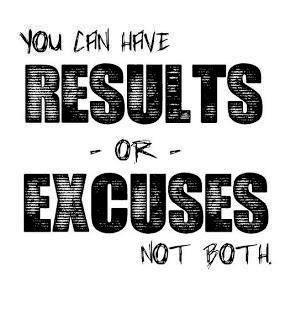 YOU CAN HAVE
RESULTS
- OR -
EXCUSES
NOT BOTH.